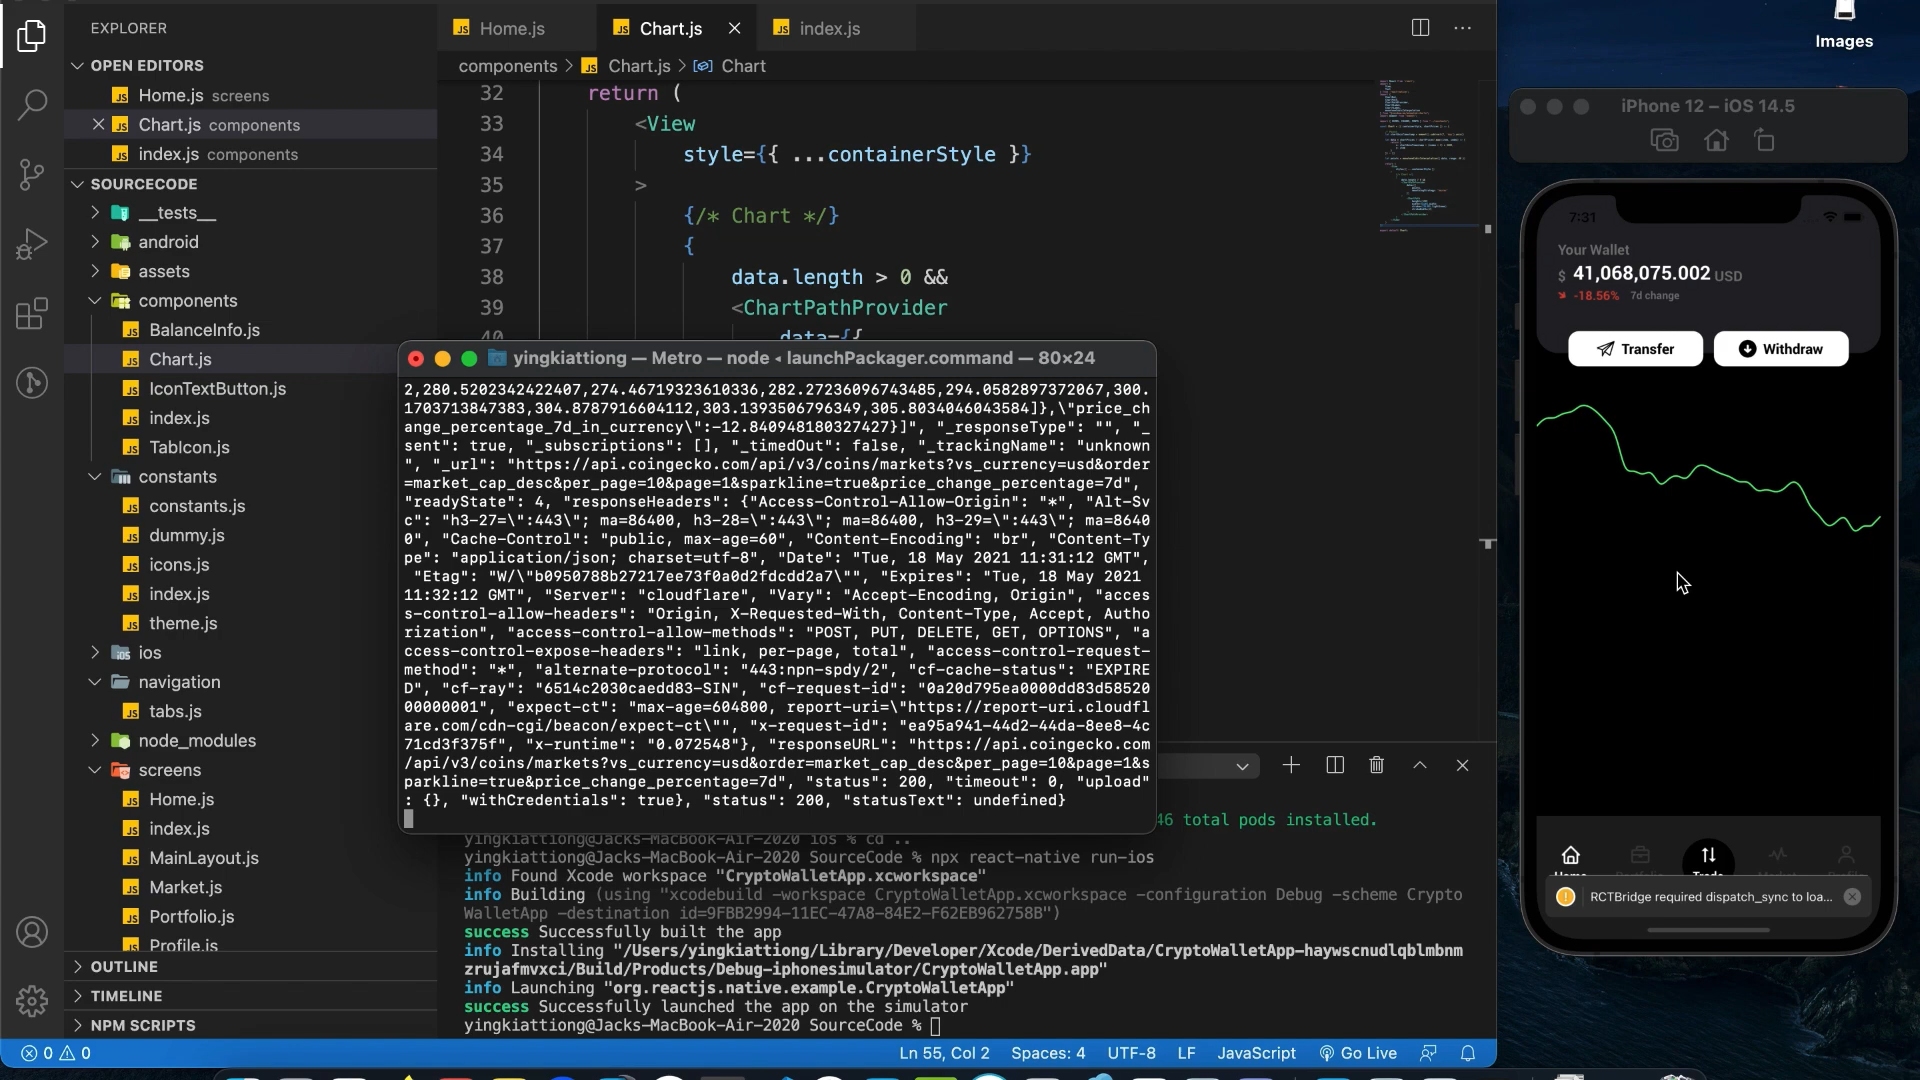 EXPLORER
OPEN EDITORS
Home.js screens
Chart.js components
index.js components
SOURCECODE
__tests__
android
assets
components
BalanceInfo.js
Chart.js
IconTextButton.js
index.js
TabIcon.js
constants
constants.js
dummy.js
icons.js
index.js
theme.js
ios
navigation
tabs.js
node_modules
screens
Home.js
index.js
MainLayout.js
Market.js
Portfolio.js
Profile.js
OUTLINE
TIMELINE
NPM SCRIPTS
Home.js
Chart.js
index.js
components > Chart.js > Chart
32 return (
33 <View
34 style={{ ...containerStyle }}
35 >
36 {/* Chart */}
37 {
38 data.length > 0 &&
39 <ChartPathProvider
40 data={{
yingkiattiong — Metro — node ◂ launchPackager.command — 80×24
2,280.5202342422407,274.46719323610336,282.27236096743485,294.0582897372067,300.
1703713847383,304.8787916604112,303.1393506796349,305.8034046043584]},\"price_ch
ange_percentage_7d_in_currency\":-12.840948180327427}]", "_responseType": "", "_
sent": true, "_subscriptions": [], "_timedOut": false, "_trackingName": "unknown
", "_url": "https://api.coingecko.com/api/v3/coins/markets?vs_currency=usd&order
=market_cap_desc&per_page=10&page=1&sparkline=true&price_change_percentage=7d",
"readyState": 4, "responseHeaders": {"Access-Control-Allow-Origin": "*", "Alt-Sv
c": "h3-27=\":443\"; ma=86400, h3-28=\":443\"; ma=86400, h3-29=\":443\"; ma=8640
0", "Cache-Control": "public, max-age=60", "Content-Encoding": "br", "Content-Ty
pe": "application/json; charset=utf-8", "Date": "Tue, 18 May 2021 11:31:12 GMT",
"Etag": "W/\"b0950788b27217ee73f0a0d2fdcdd2a7\"", "Expires": "Tue, 18 May 2021
11:32:12 GMT", "Server": "cloudflare", "Vary": "Accept-Encoding, Origin", "acces
s-control-allow-headers": "Origin, X-Requested-With, Content-Type, Accept, Autho
rization", "access-control-allow-methods": "POST, PUT, DELETE, GET, OPTIONS", "a
ccess-control-expose-headers": "link, per-page, total", "access-control-request-
method": "*", "alternate-protocol": "443:npn-spdy/2", "cf-cache-status": "EXPIRE
D", "cf-ray": "6514c2030caedd83-SIN", "cf-request-id": "0a20d795ea0000dd83d58520
00000001", "expect-ct": "max-age=604800, report-uri=\"https://report-uri.cloudfl
are.com/cdn-cgi/beacon/expect-ct\"", "x-request-id": "ea95a941-44d2-44da-8ee8-4c
71cd3f375f", "x-runtime": "0.072548"}, "responseURL": "https://api.coingecko.com
/api/v3/coins/markets?vs_currency=usd&order=market_cap_desc&per_page=10&page=1&s
parkline=true&price_change_percentage=7d", "status": 200, "timeout": 0, "upload"
: {}, "withCredentials": true}, "status": 200, "statusText": undefined}
46 total pods installed.
yingkiattiong@Jacks-MacBook-Air-2020 ios % cd ..
yingkiattiong@Jacks-MacBook-Air-2020 SourceCode % npx react-native run-ios
info Found Xcode workspace "CryptoWalletApp.xcworkspace"
info Building (using "xcodebuild -workspace CryptoWalletApp.xcworkspace -configuration Debug -scheme Crypto
WalletApp -destination id=9FBB2994-11EC-47A8-84E2-F62EB962758B")
success Successfully built the app
info Installing "/Users/yingkiattiong/Library/Developer/Xcode/DerivedData/CryptoWalletApp-haywscnudlqblmbnm
zrujafmvxci/Build/Products/Debug-iphonesimulator/CryptoWalletApp.app"
info Launching "org.reactjs.native.example.CryptoWalletApp"
success Successfully launched the app on the simulator
yingkiattiong@Jacks-MacBook-Air-2020 SourceCode %
0 0
Ln 55, Col 2 Spaces: 4 UTF-8 LF JavaScript Go Live
Images
iPhone 12 – iOS 14.5
7:31
Your Wallet
$ 41,068,075.002 USD
-18.56% 7d change
Transfer
Withdraw
Home
Trade
RCTBridge required dispatch_sync to loa...